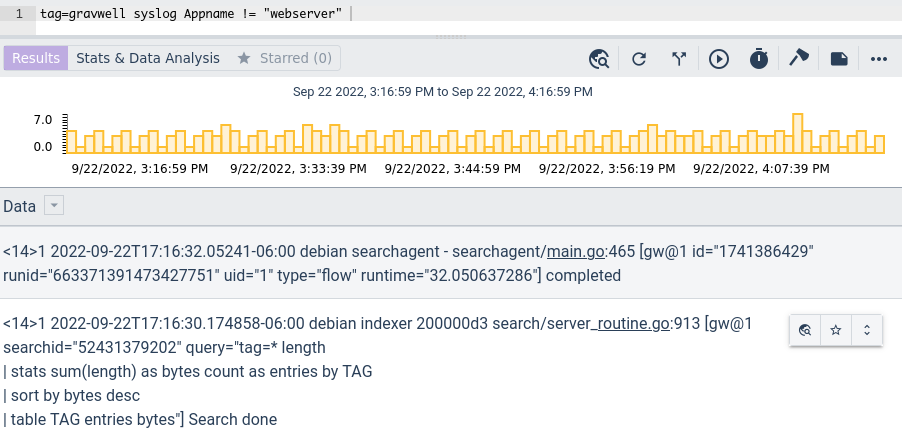 1 tag=gravwell syslog Appname != "webserver"
Results Stats & Data Analysis Starred (0)
Sep 22 2022, 3:16:59 PM to Sep 22 2022, 4:16:59 PM
7.0
0.0
9/22/2022, 3:16:59 PM 9/22/2022, 3:33:39 PM 9/22/2022, 3:44:59 PM 9/22/2022, 3:56:19 PM 9/22/2022, 4:07:39 PM
Data
<14>1 2022-09-22T17:16:32.05241-06:00 debian searchagent - searchagent/main.go:465 [gw@1 id="1741386429"
runid="663371391473427751" uid="1" type="flow" runtime="32.050637286"] completed
<14>1 2022-09-22T17:16:30.174858-06:00 debian indexer 200000d3 search/server_routine.go:913 [gw@1
searchid="52431379202" query="tag=* length
| stats sum(length) as bytes count as entries by TAG
| sort by bytes desc
| table TAG entries bytes"] Search done